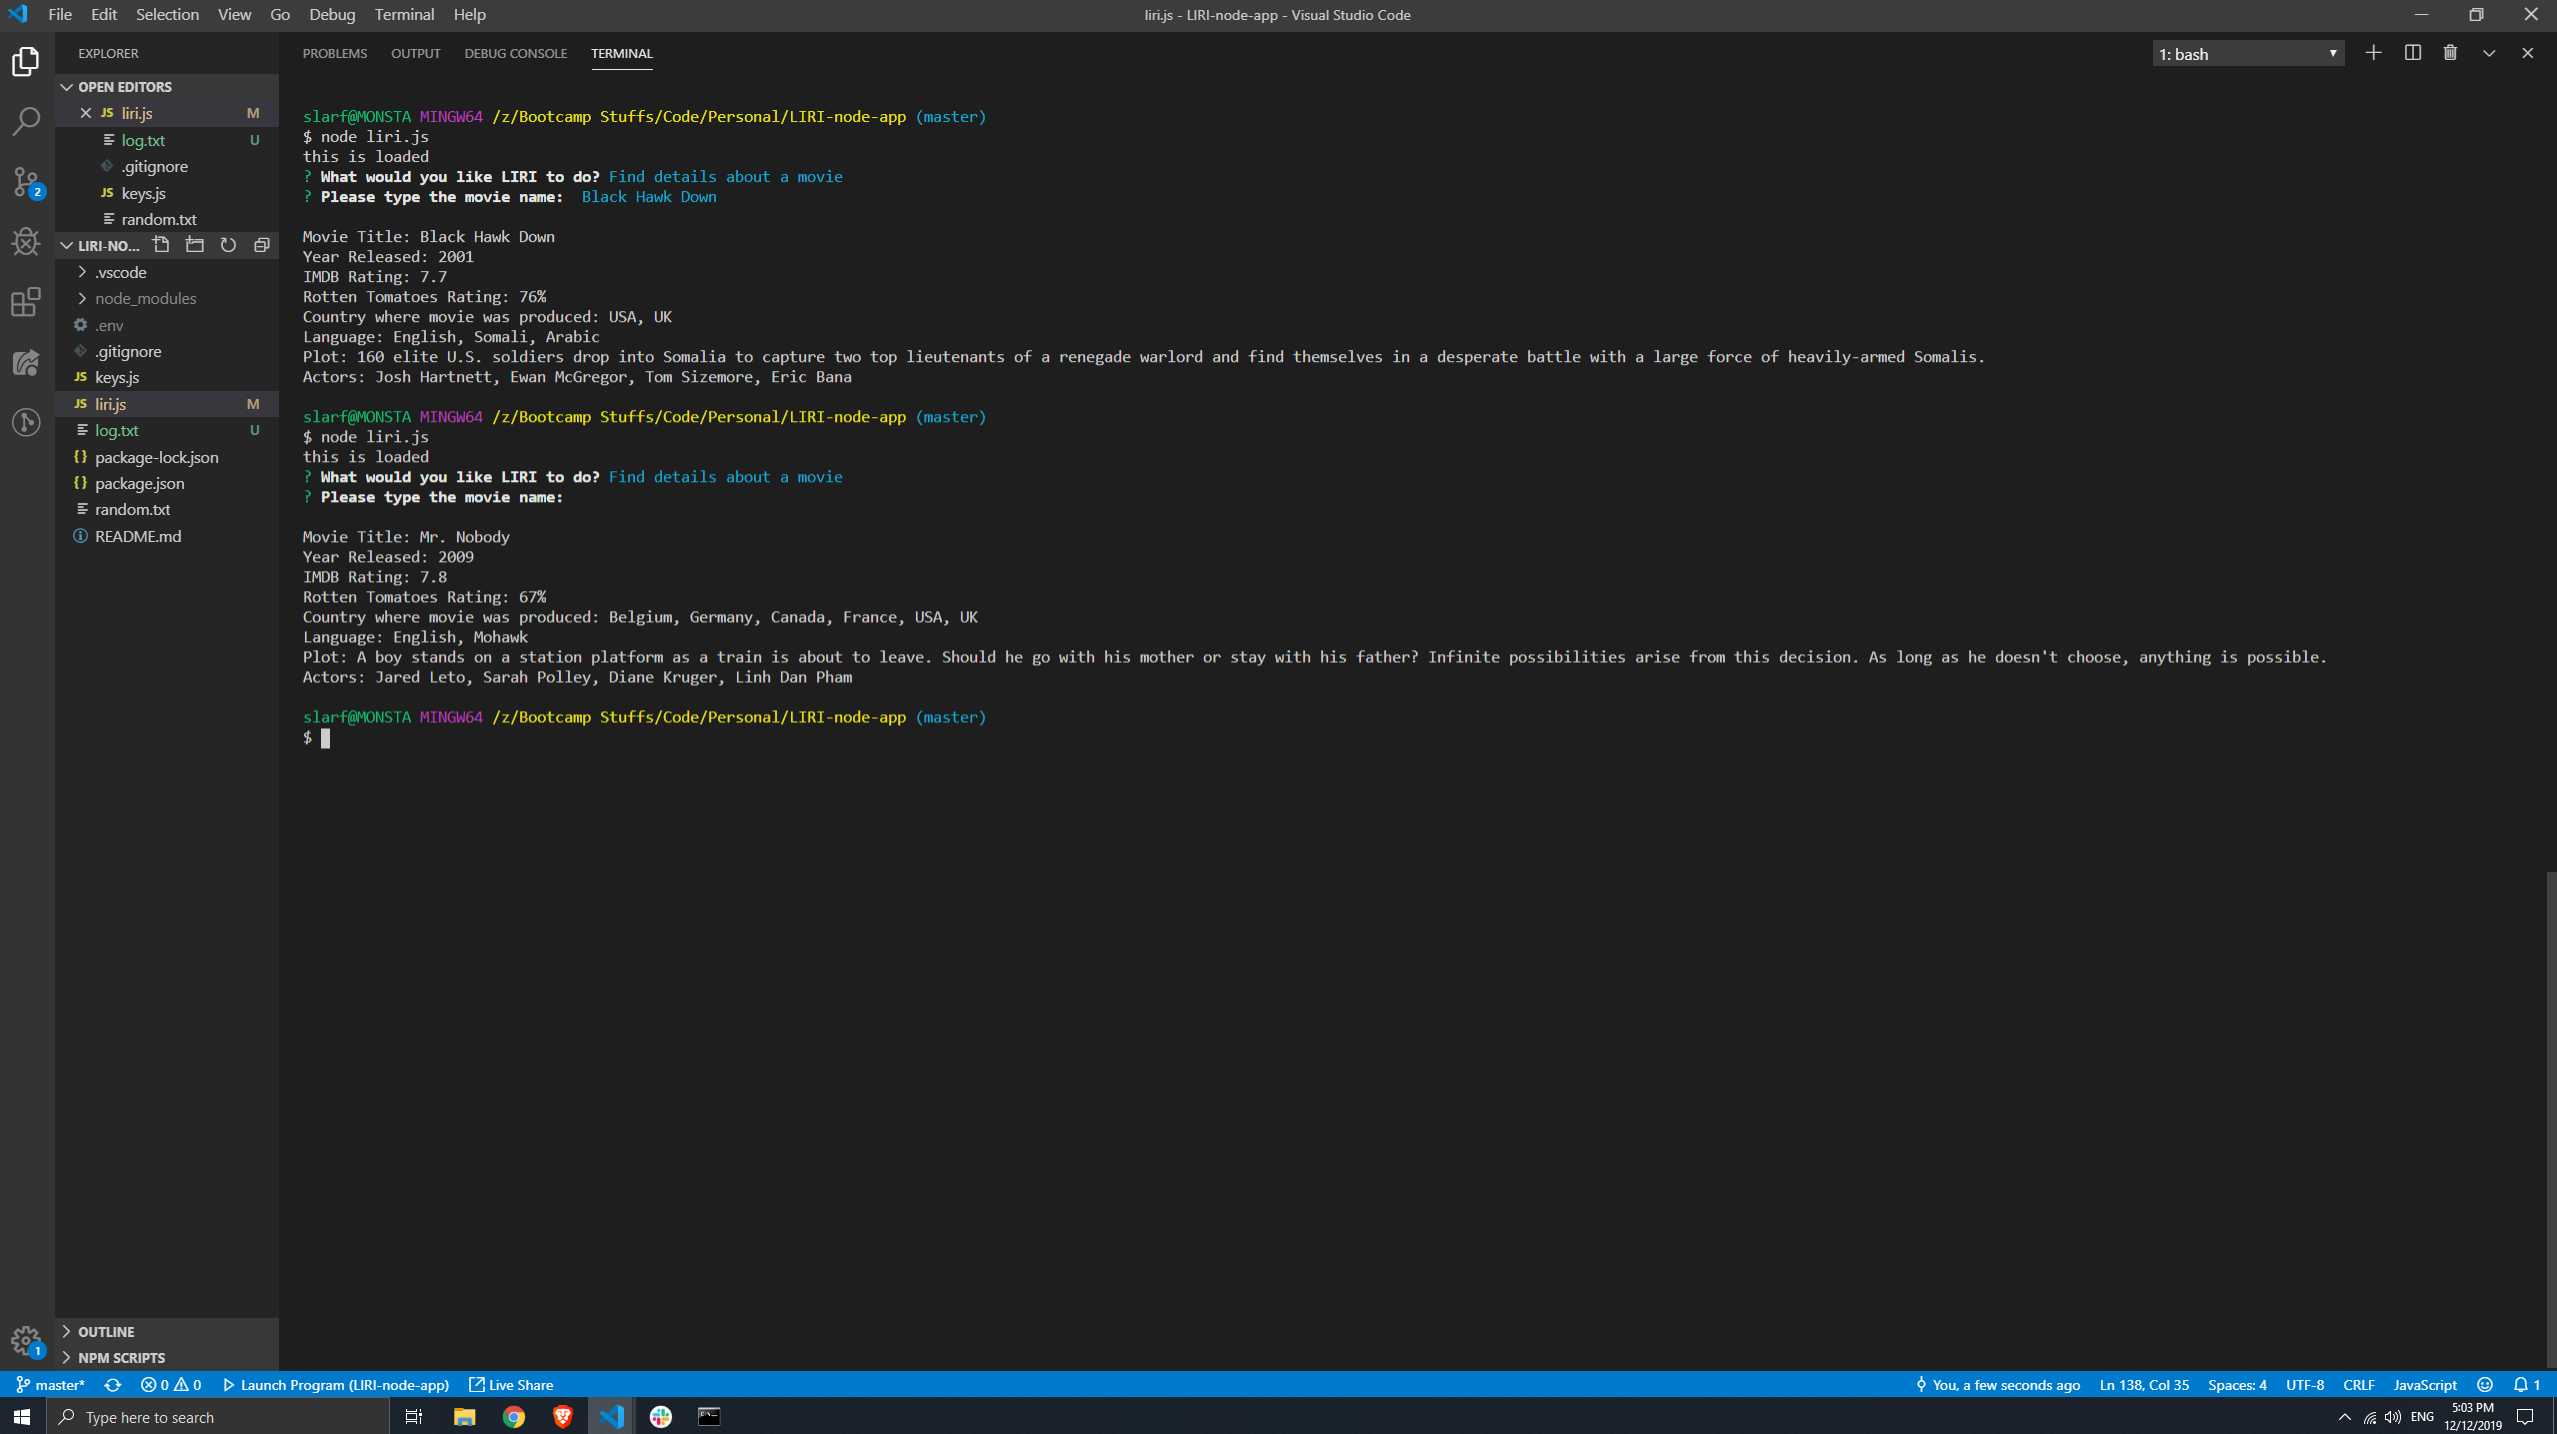 File Edit Selection View Go Debug Terminal Help
liri.js - LIRI-node-app - Visual Studio Code
EXPLORER
OPEN EDITORS
JS liri.js M
log.txt U
.gitignore
JS keys.js
random.txt
LIRI-NO...
.vscode
node_modules
.env
.gitignore
JS keys.js
JS liri.js M
log.txt U
{} package-lock.json
{} package.json
random.txt
README.md
OUTLINE
NPM SCRIPTS
2
1
PROBLEMS OUTPUT DEBUG CONSOLE TERMINAL
1: bash
slarf@MONSTA MINGW64 /z/Bootcamp Stuffs/Code/Personal/LIRI-node-app (master)
$ node liri.js
this is loaded
? What would you like LIRI to do? Find details about a movie
? Please type the movie name:  Black Hawk Down
Movie Title: Black Hawk Down
Year Released: 2001
IMDB Rating: 7.7
Rotten Tomatoes Rating: 76%
Country where movie was produced: USA, UK
Language: English, Somali, Arabic
Plot: 160 elite U.S. soldiers drop into Somalia to capture two top lieutenants of a renegade warlord and find themselves in a desperate battle with a large force of heavily-armed Somalis.
Actors: Josh Hartnett, Ewan McGregor, Tom Sizemore, Eric Bana
slarf@MONSTA MINGW64 /z/Bootcamp Stuffs/Code/Personal/LIRI-node-app (master)
$ node liri.js
this is loaded
? What would you like LIRI to do? Find details about a movie
? Please type the movie name:
Movie Title: Mr. Nobody
Year Released: 2009
IMDB Rating: 7.8
Rotten Tomatoes Rating: 67%
Country where movie was produced: Belgium, Germany, Canada, France, USA, UK
Language: English, Mohawk
Plot: A boy stands on a station platform as a train is about to leave. Should he go with his mother or stay with his father? Infinite possibilities arise from this decision. As long as he doesn't choose, anything is possible.
Actors: Jared Leto, Sarah Polley, Diane Kruger, Linh Dan Pham
slarf@MONSTA MINGW64 /z/Bootcamp Stuffs/Code/Personal/LIRI-node-app (master)
$
master* 0 0 Launch Program (LIRI-node-app) Live Share
You, a few seconds ago Ln 138, Col 35 Spaces: 4 UTF-8 CRLF JavaScript 1
Type here to search
ENG
5:03 PM
12/12/2019